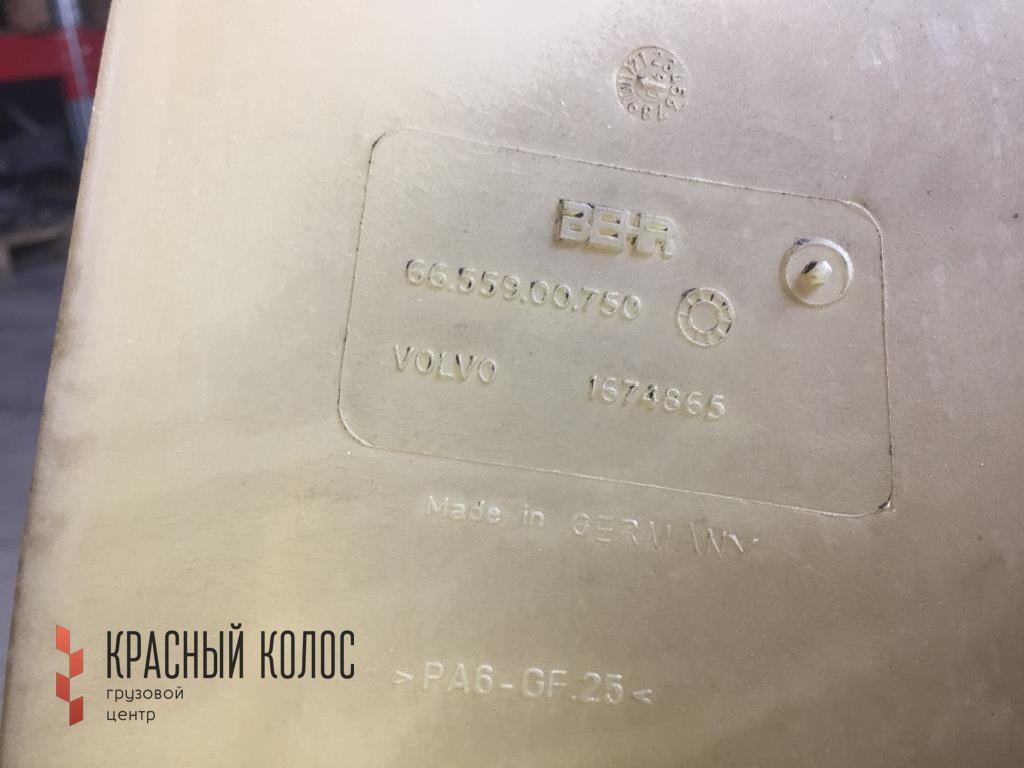 BEHR
66.559.00.750
VOLVO 1674865
Made in GERMANY
>PA6-GF.25<
КРАСНЫЙ КОЛОС
грузовой
центр